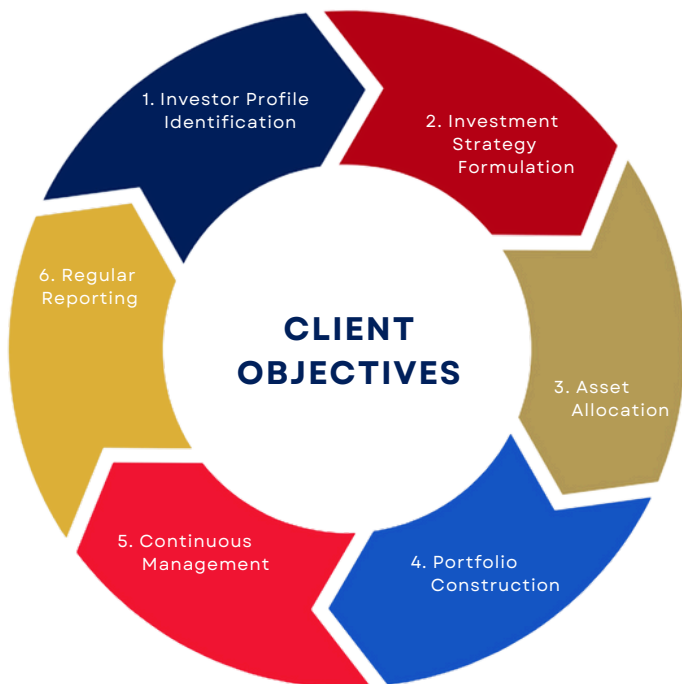 1. Investor Profile
Identification
2. Investment
Strategy
Formulation
3. Asset
Allocation
4. Portfolio
Construction
5. Continuous
Management
6. Regular
Reporting
CLIENT
OBJECTIVES